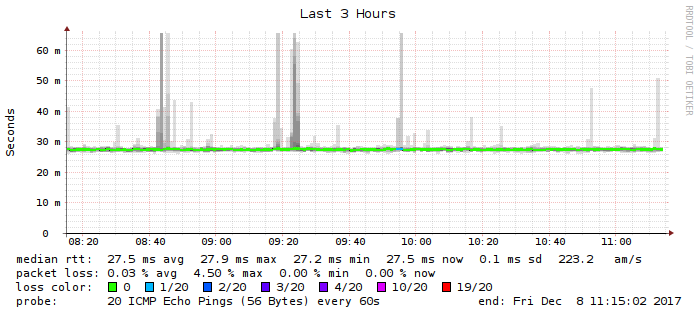 Last 3 Hours
RRDTOOL / TOBI OETIKER
Seconds
60 m
50 m
40 m
30 m
20 m
10 m
0
08:20 08:40 09:00 09:20 09:40 10:00 10:20 10:40 11:00
median rtt: 27.5 ms avg 27.9 ms max 27.2 ms min 27.5 ms now 0.1 ms sd 223.2 am/s
packet loss: 0.03 % avg 4.50 % max 0.00 % min 0.00 % now
loss color: 0 1/20 2/20 3/20 4/20 10/20 19/20
probe: 20 ICMP Echo Pings (56 Bytes) every 60s end: Fri Dec 8 11:15:02 2017